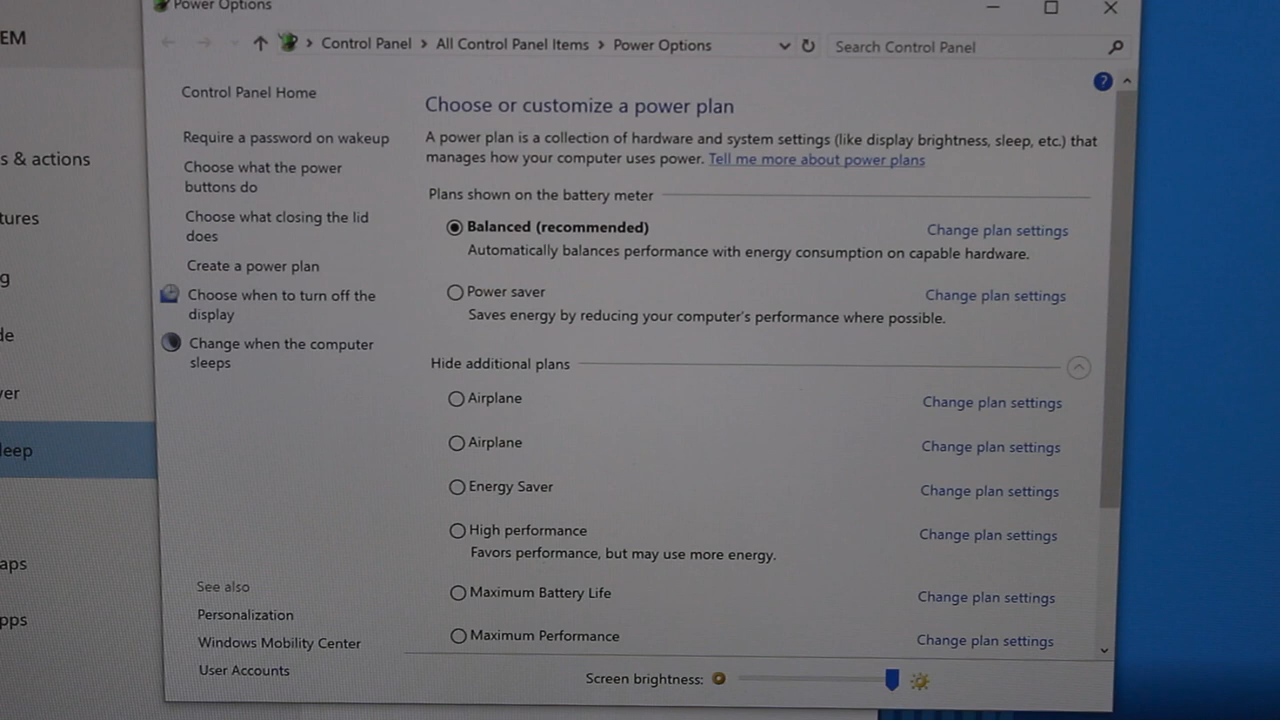 Power Options
EM
Control Panel > All Control Panel Items > Power Options
Search Control Panel
s & actions
tures
g
de
ver
leep
aps
pps
Control Panel Home
Require a password on wakeup
Choose what the power
buttons do
Choose what closing the lid
does
Create a power plan
Choose when to turn off the
display
Change when the computer
sleeps
See also
Personalization
Windows Mobility Center
User Accounts
?
Choose or customize a power plan
A power plan is a collection of hardware and system settings (like display brightness, sleep, etc.) that
manages how your computer uses power. Tell me more about power plans
Plans shown on the battery meter
Balanced (recommended) Change plan settings
Automatically balances performance with energy consumption on capable hardware.
Power saver Change plan settings
Saves energy by reducing your computer's performance where possible.
Hide additional plans
Airplane Change plan settings
Airplane Change plan settings
Energy Saver Change plan settings
High performance Change plan settings
Favors performance, but may use more energy.
Maximum Battery Life Change plan settings
Maximum Performance Change plan settings
Screen brightness: